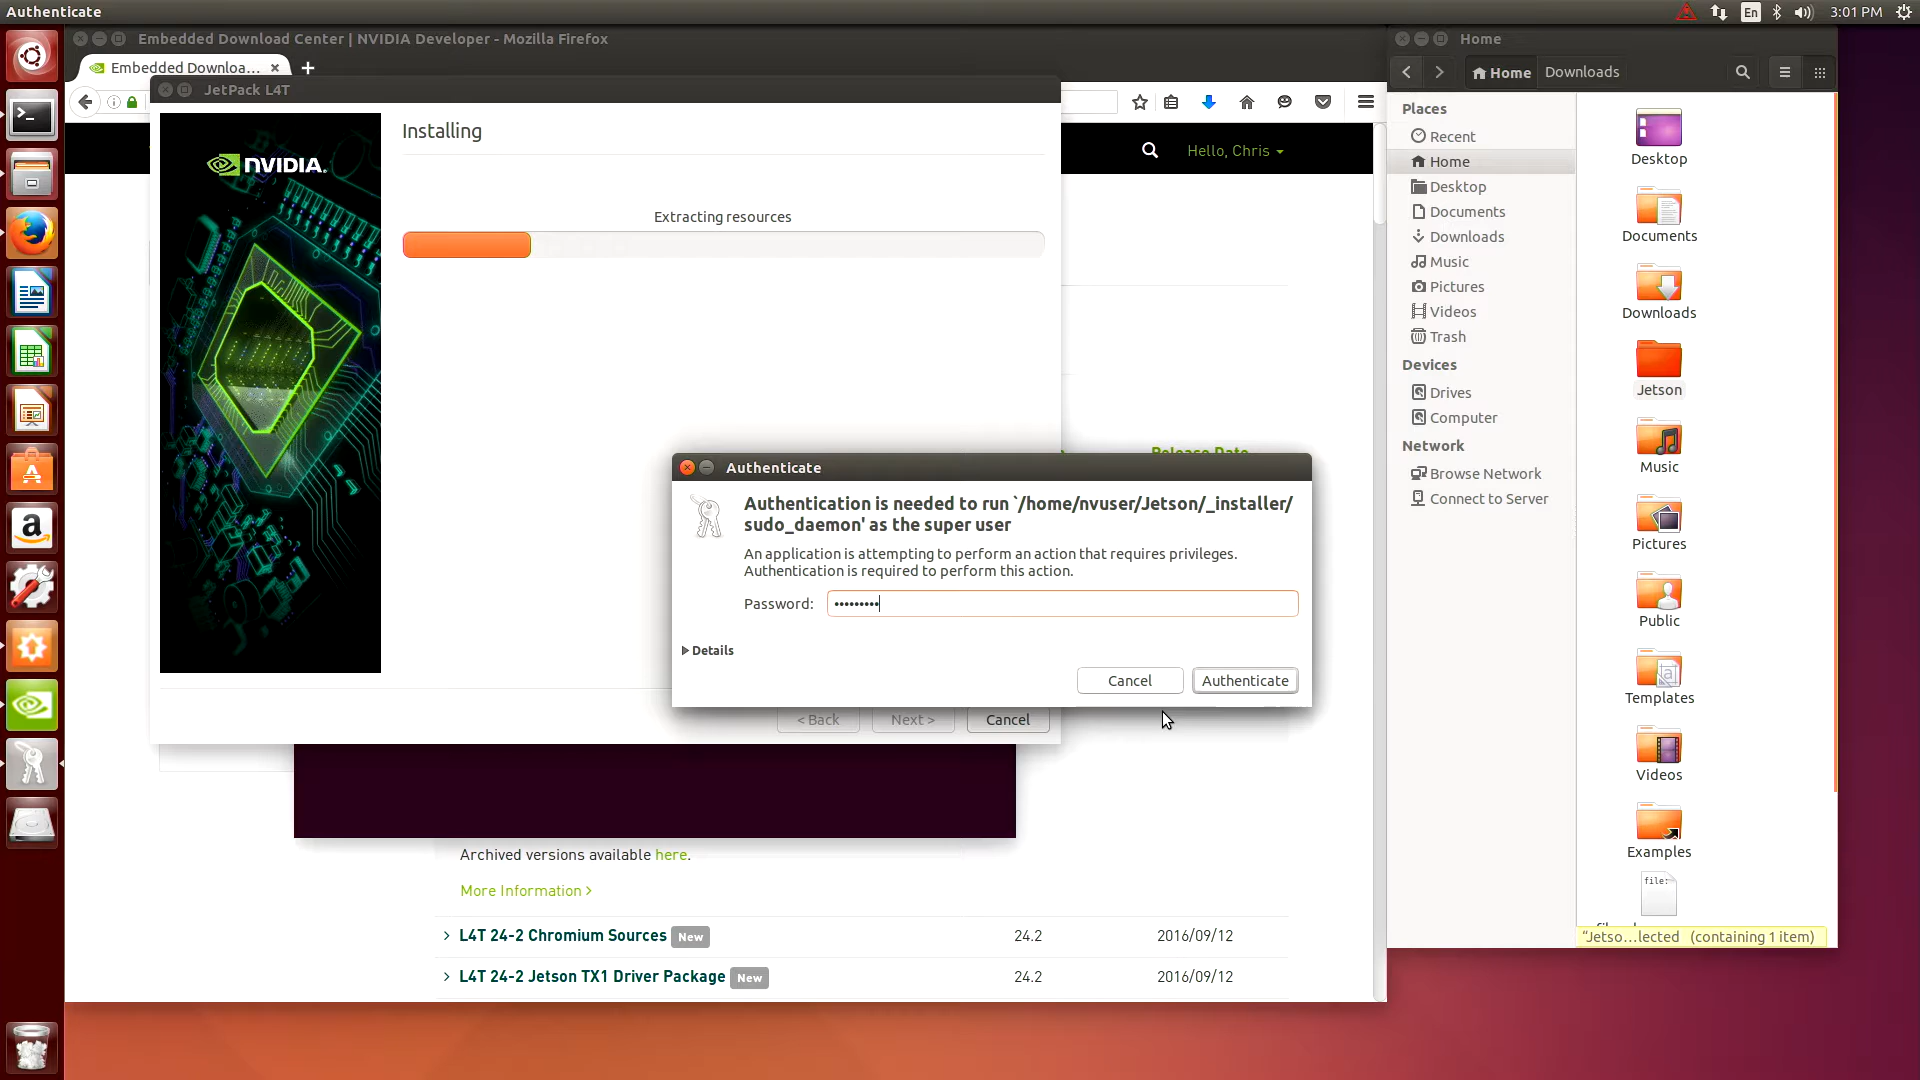 Authenticate
En
3:01 PM
Embedded Download Center | NVIDIA Developer - Mozilla Firefox
Embedded Downloa...
JetPack L4T
Hello, Chris
NVIDIA.
Installing
Extracting resources
Release Date
Authenticate
Authentication is needed to run `/home/nvuser/Jetson/_installer/
sudo_daemon' as the super user
An application is attempting to perform an action that requires privileges.
Authentication is required to perform this action.
Password: •••••••••
Details
Cancel
Authenticate
< Back
Next >
Cancel
Archived versions available here.
More Information >
> L4T 24-2 Chromium Sources New 24.2 2016/09/12
> L4T 24-2 Jetson TX1 Driver Package New 24.2 2016/09/12
Home
Home
Downloads
Places
Recent
Home
Desktop
Documents
Downloads
Music
Pictures
Videos
Trash
Devices
Drives
Computer
Network
Browse Network
Connect to Server
Desktop
Documents
Downloads
Jetson
Music
Pictures
Public
Templates
Videos
Examples
file:
“Jetso...lected (containing 1 item)